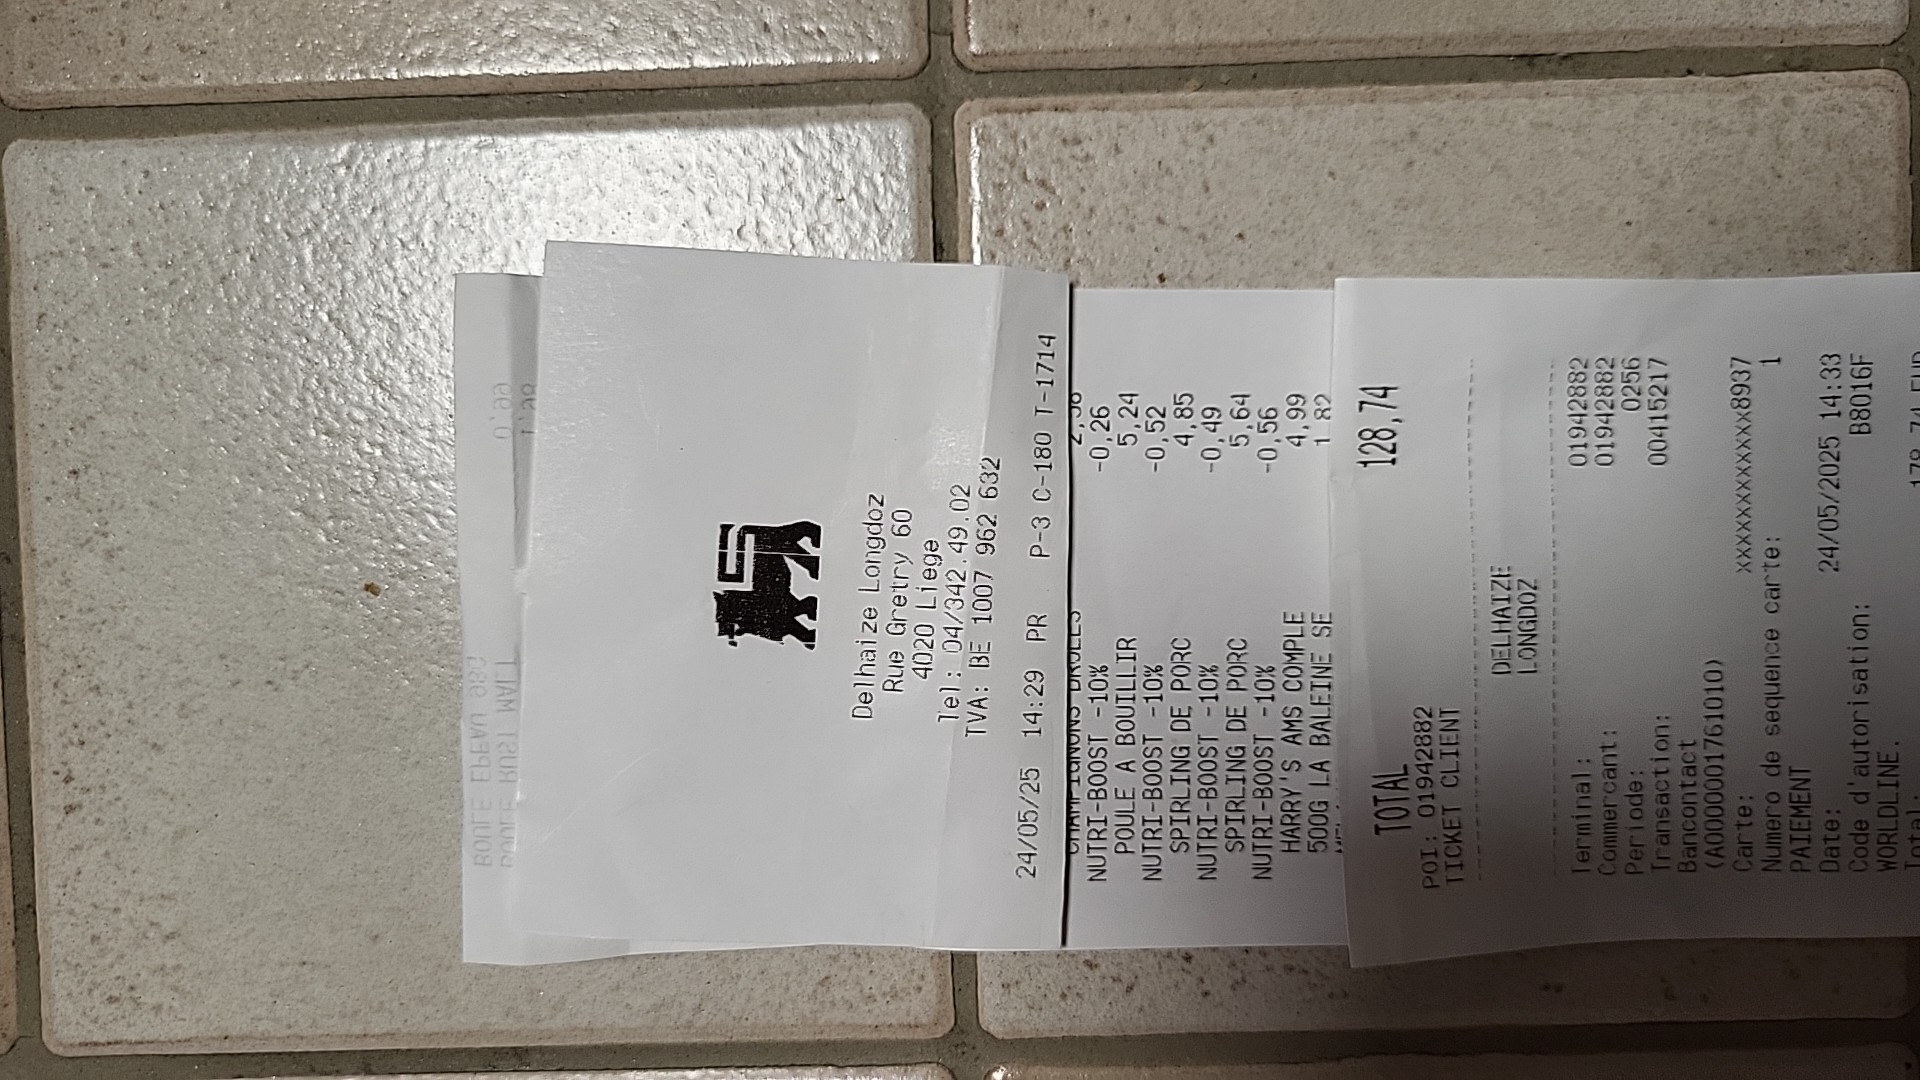 Delhaize Longdoz
Rue Gretry 60
4020 Liege
Tel: 04/342.49.02
TVA: BE 1007 962 632
24/05/25 14:29 PR P-3 C-180 T-1714
NUTRI-BOOST -10% -0,26
POULE A BOUILLIR 5,24
NUTRI-BOOST -10% -0,52
SPIRLING DE PORC 4,85
NUTRI-BOOST -10% -0,49
SPIRLING DE PORC 5,64
NUTRI-BOOST -10% -0,56
HARRY'S AMS COMPLE 4,99
500G LA BALEINE SE 1,82
TOTAL 128,74
POI: 01942882
TICKET CLIENT
DELHAIZE
LONGDOZ
Terminal: 01942882
Commercant: 01942882
Periode: 0256
Transaction: 00415217
Bancontact
(A0000001761010)
Carte: xxxxxxxxxxxxx8937
Numero de sequence carte: 1
PAIEMENT
Date: 24/05/2025 14:33
Code d'autorisation: B8016F
WORLDLINE.
Total: